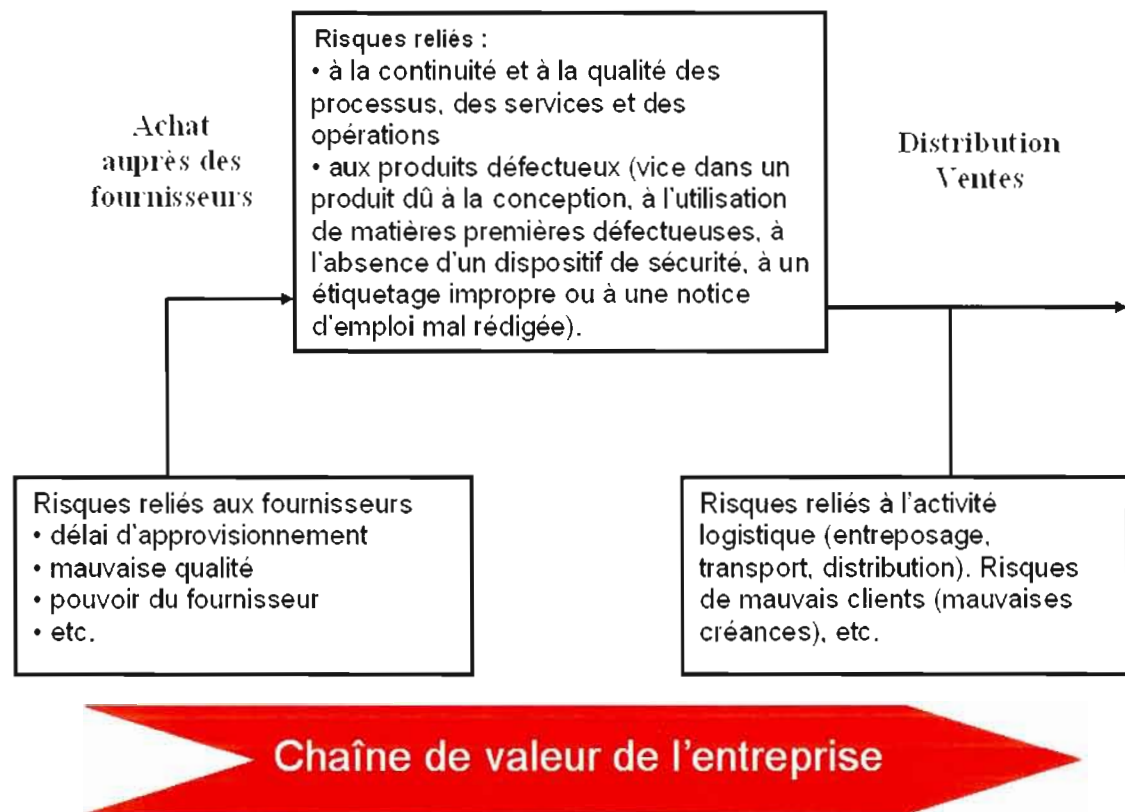 Achat
auprès des
fournisseurs
Risques reliés :
• à la continuité et à la qualité des
processus, des services et des
opérations
• aux produits défectueux (vice dans un
produit dû à la conception, à l'utilisation
de matières premières défectueuses, à
l'absence d'un dispositif de sécurité, à un
étiquetage impropre ou à une notice
d'emploi mal rédigée).
Distribution
Ventes
Risques reliés aux fournisseurs
• délai d'approvisionnement
• mauvaise qualité
• pouvoir du fournisseur
• etc.
Risques reliés à l'activité
logistique (entreposage,
transport, distribution). Risques
de mauvais clients (mauvaises
créances), etc.
Chaîne de valeur de l'entreprise